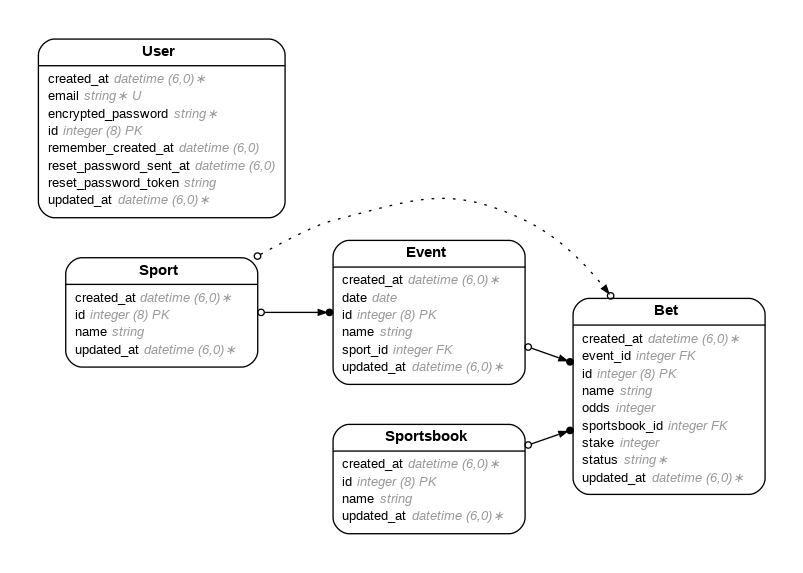 User
created_at datetime (6,0)∗
email string∗ U
encrypted_password string∗
id integer (8) PK
remember_created_at datetime (6,0)
reset_password_sent_at datetime (6,0)
reset_password_token string
updated_at datetime (6,0)∗
Sport
created_at datetime (6,0)∗
id integer (8) PK
name string
updated_at datetime (6,0)∗
Event
created_at datetime (6,0)∗
date date
id integer (8) PK
name string
sport_id integer FK
updated_at datetime (6,0)∗
Sportsbook
created_at datetime (6,0)∗
id integer (8) PK
name string
updated_at datetime (6,0)∗
Bet
created_at datetime (6,0)∗
event_id integer FK
id integer (8) PK
name string
odds integer
sportsbook_id integer FK
stake integer
status string∗
updated_at datetime (6,0)∗